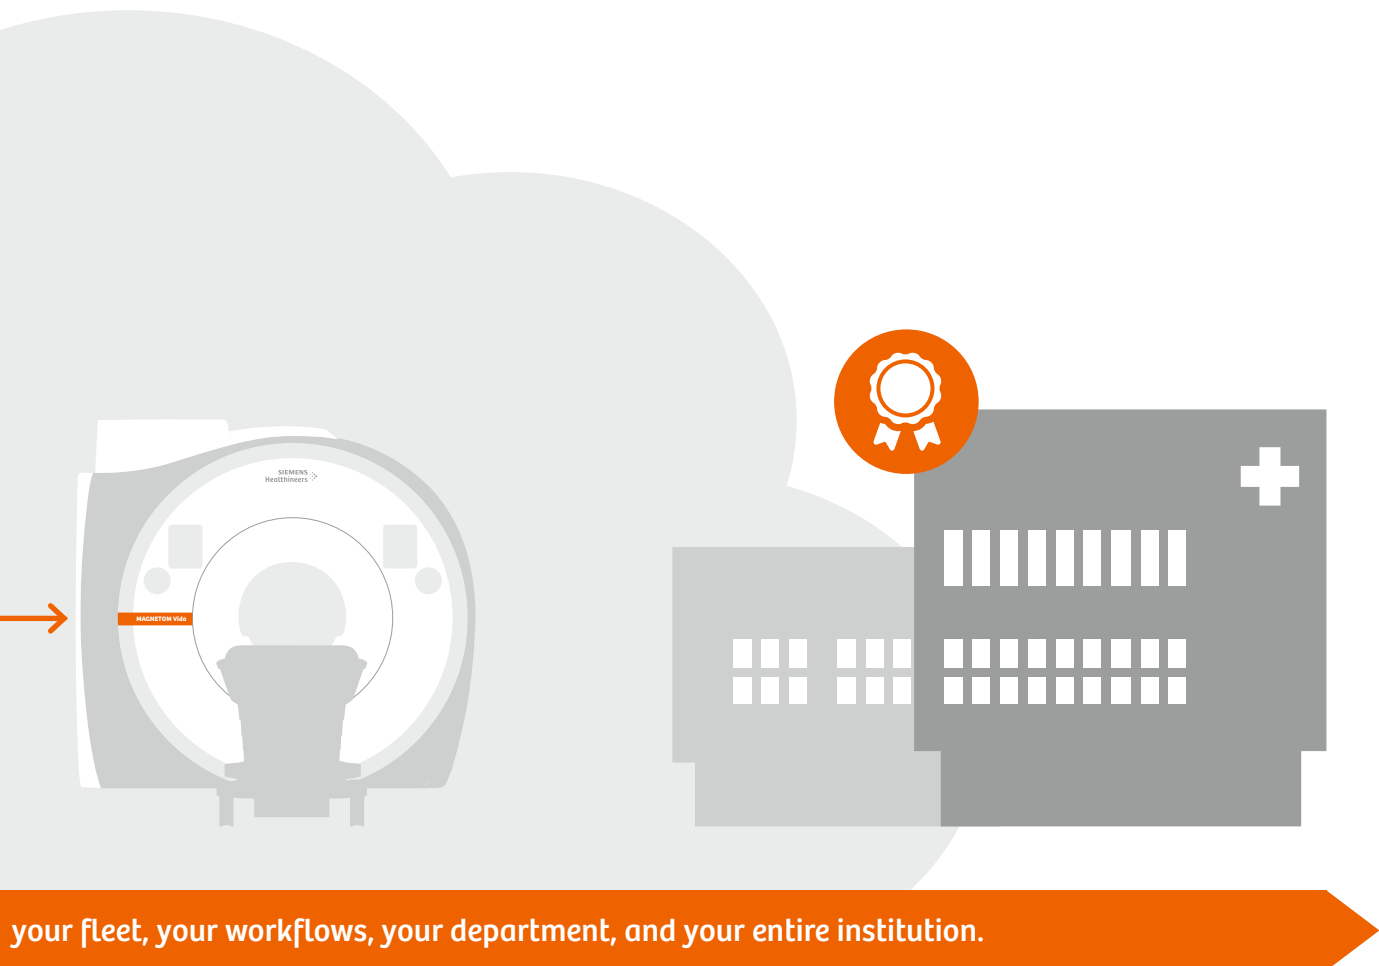 SIEMENS
Healthineers
MAGNETOM Vida
your fleet, your workflows, your department, and your entire institution.